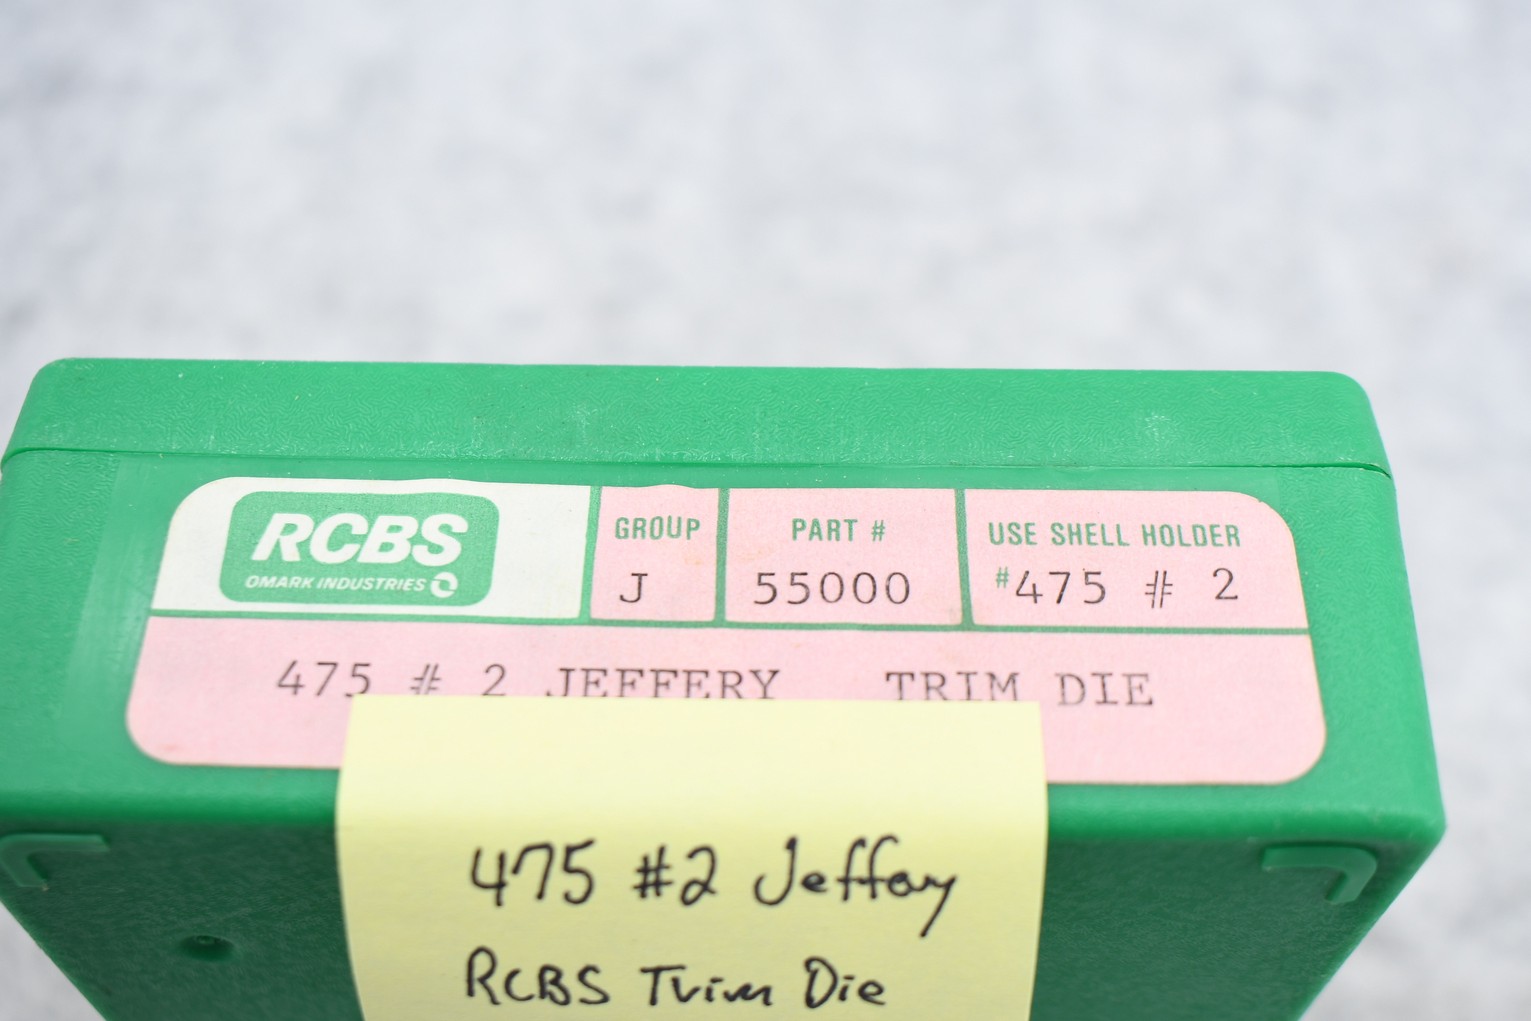 RCBS
OMARK INDUSTRIES
GROUP
J
PART #
55000
USE SHELL HOLDER
#475 # 2
475 # 2 JEFFERY TRIM DIE
475 #2 Jeffery
RCBS Trim Die